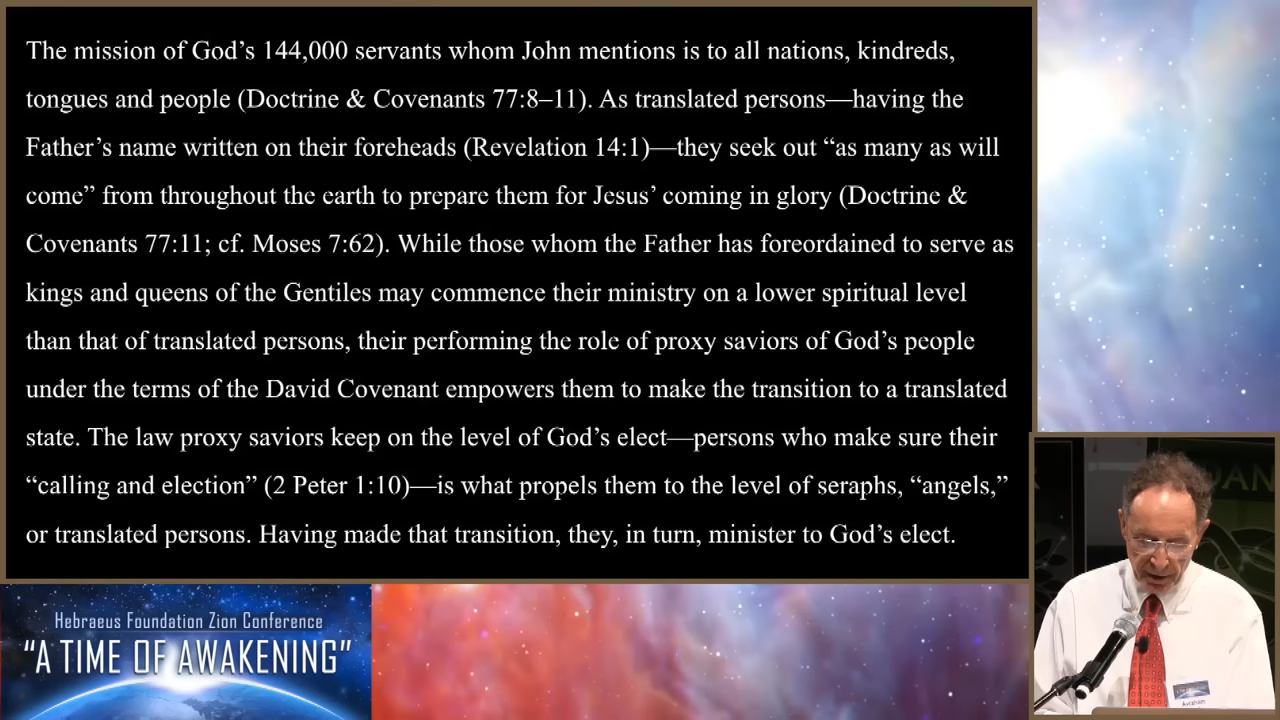 The mission of God’s 144,000 servants whom John mentions is to all nations, kindreds,
tongues and people (Doctrine & Covenants 77:8–11). As translated persons—having the
Father’s name written on their foreheads (Revelation 14:1)—they seek out “as many as will
come” from throughout the earth to prepare them for Jesus’ coming in glory (Doctrine &
Covenants 77:11; cf. Moses 7:62). While those whom the Father has foreordained to serve as
kings and queens of the Gentiles may commence their ministry on a lower spiritual level
than that of translated persons, their performing the role of proxy saviors of God’s people
under the terms of the David Covenant empowers them to make the transition to a translated
state. The law proxy saviors keep on the level of God’s elect—persons who make sure their
“calling and election” (2 Peter 1:10)—is what propels them to the level of seraphs, “angels,”
or translated persons. Having made that transition, they, in turn, minister to God’s elect.
Hebraeus Foundation Zion Conference
“A TIME OF AWAKENING”
Avraham